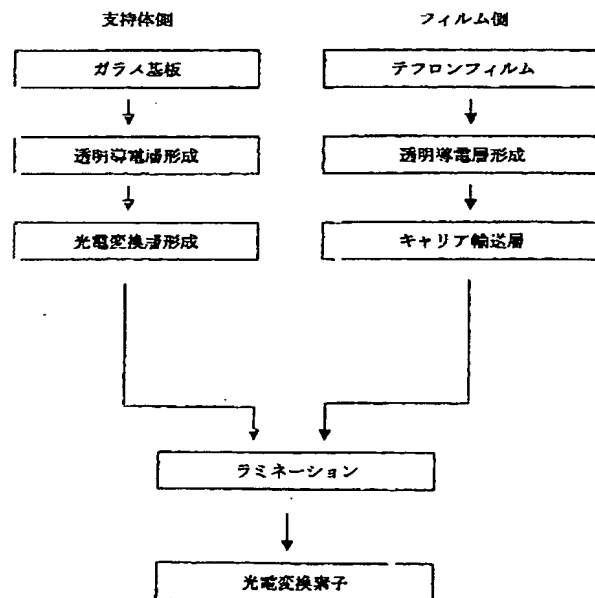 支持体側
フィルム側
ガラス基板
テフロンフィルム
透明導電層形成
透明導電層形成
光電変換層形成
キャリア輸送層
ラミネーション
光電変換素子